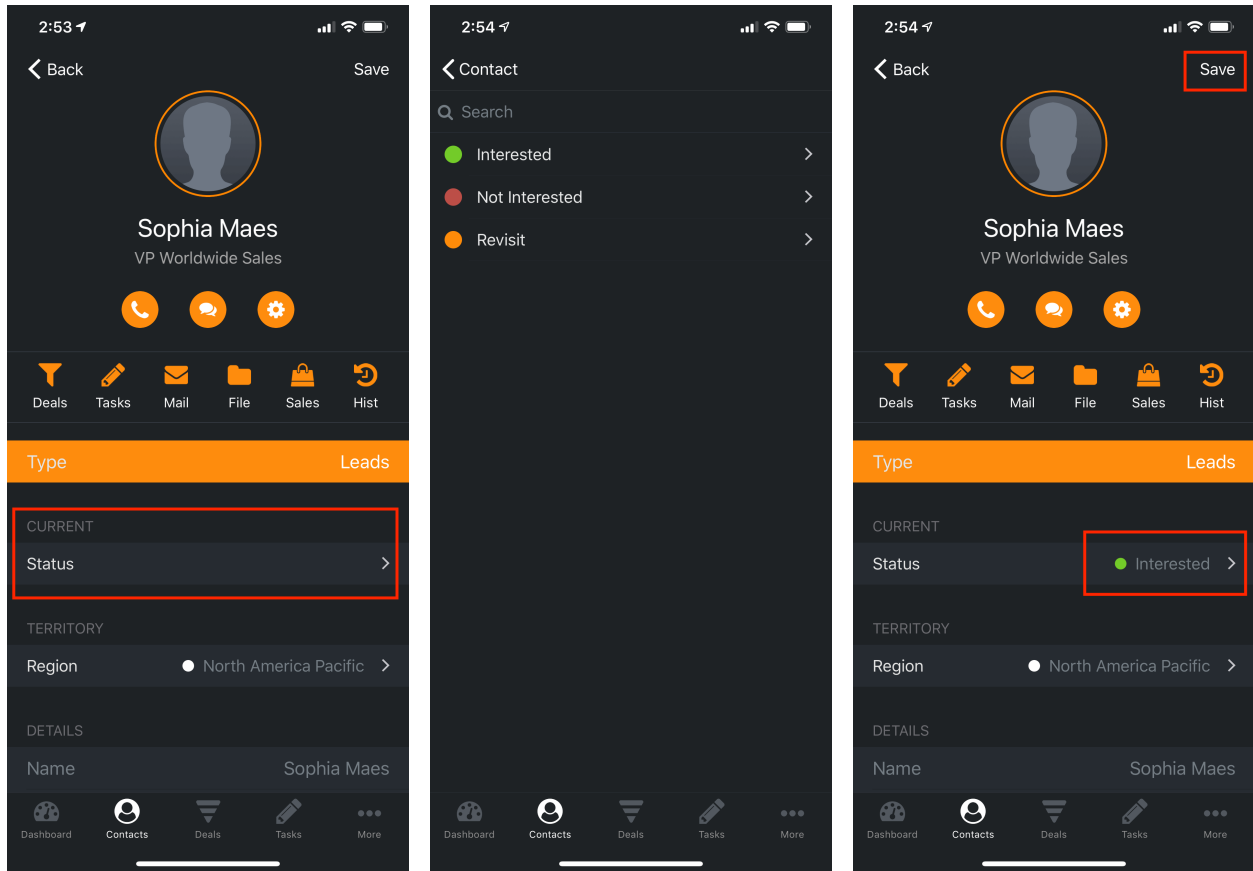 2:53
Back
Save
Sophia Maes
VP Worldwide Sales
Deals Tasks Mail File Sales Hist
Type Leads
CURRENT
Status
TERRITORY
Region North America Pacific
DETAILS
Name Sophia Maes
Dashboard Contacts Deals Tasks More
2:54
Contact
Search
Interested
Not Interested
Revisit
Dashboard Contacts Deals Tasks More
2:54
Back
Save
Sophia Maes
VP Worldwide Sales
Deals Tasks Mail File Sales Hist
Type Leads
CURRENT
Status Interested
TERRITORY
Region North America Pacific
DETAILS
Name Sophia Maes
Dashboard Contacts Deals Tasks More